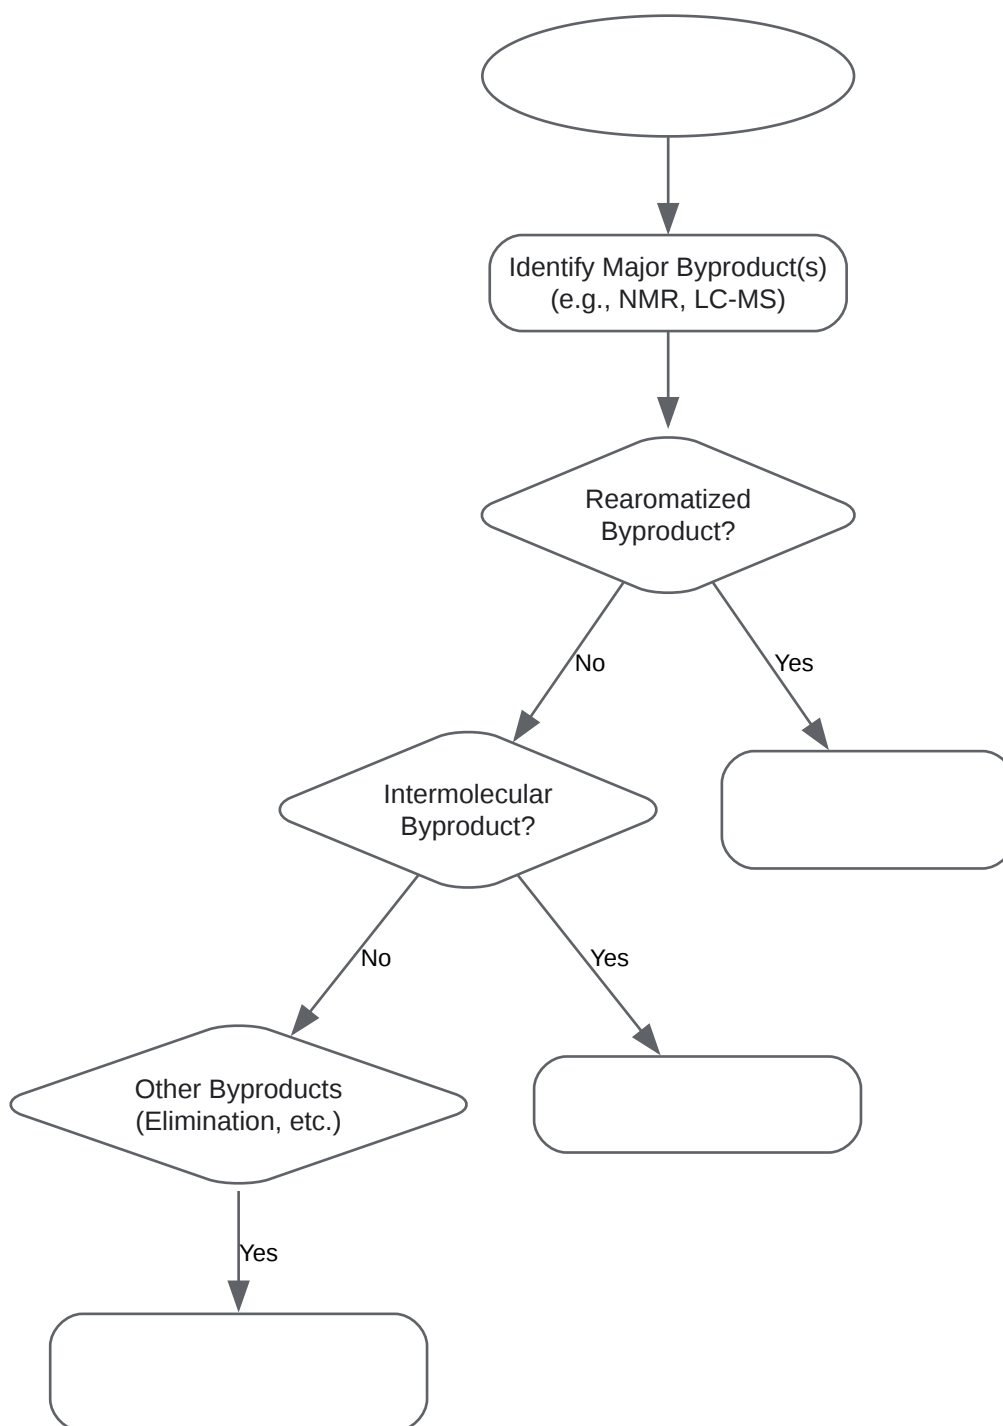 Identify Major Byproduct(s)
(e.g., NMR, LC-MS)
Rearomatized
Byproduct?
No
Yes
Intermolecular
Byproduct?
No
Yes
Other Byproducts
(Elimination, etc.)
Yes